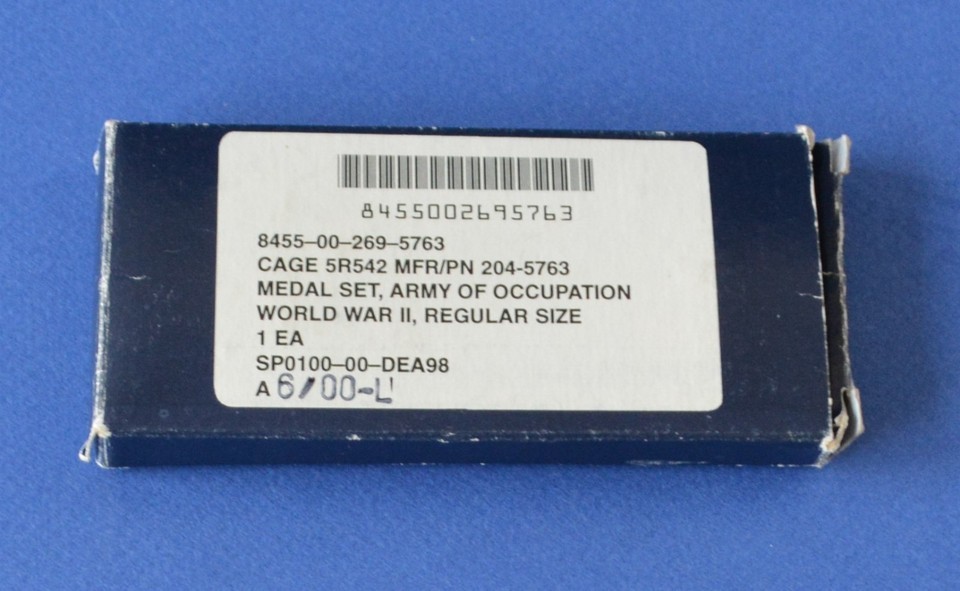 8455002695763
8455–00–269–5763
CAGE 5R542 MFR/PN 204-5763
MEDAL SET, ARMY OF OCCUPATION
WORLD WAR II, REGULAR SIZE
1 EA
SP0100–00–DEA98
A 6/00-L